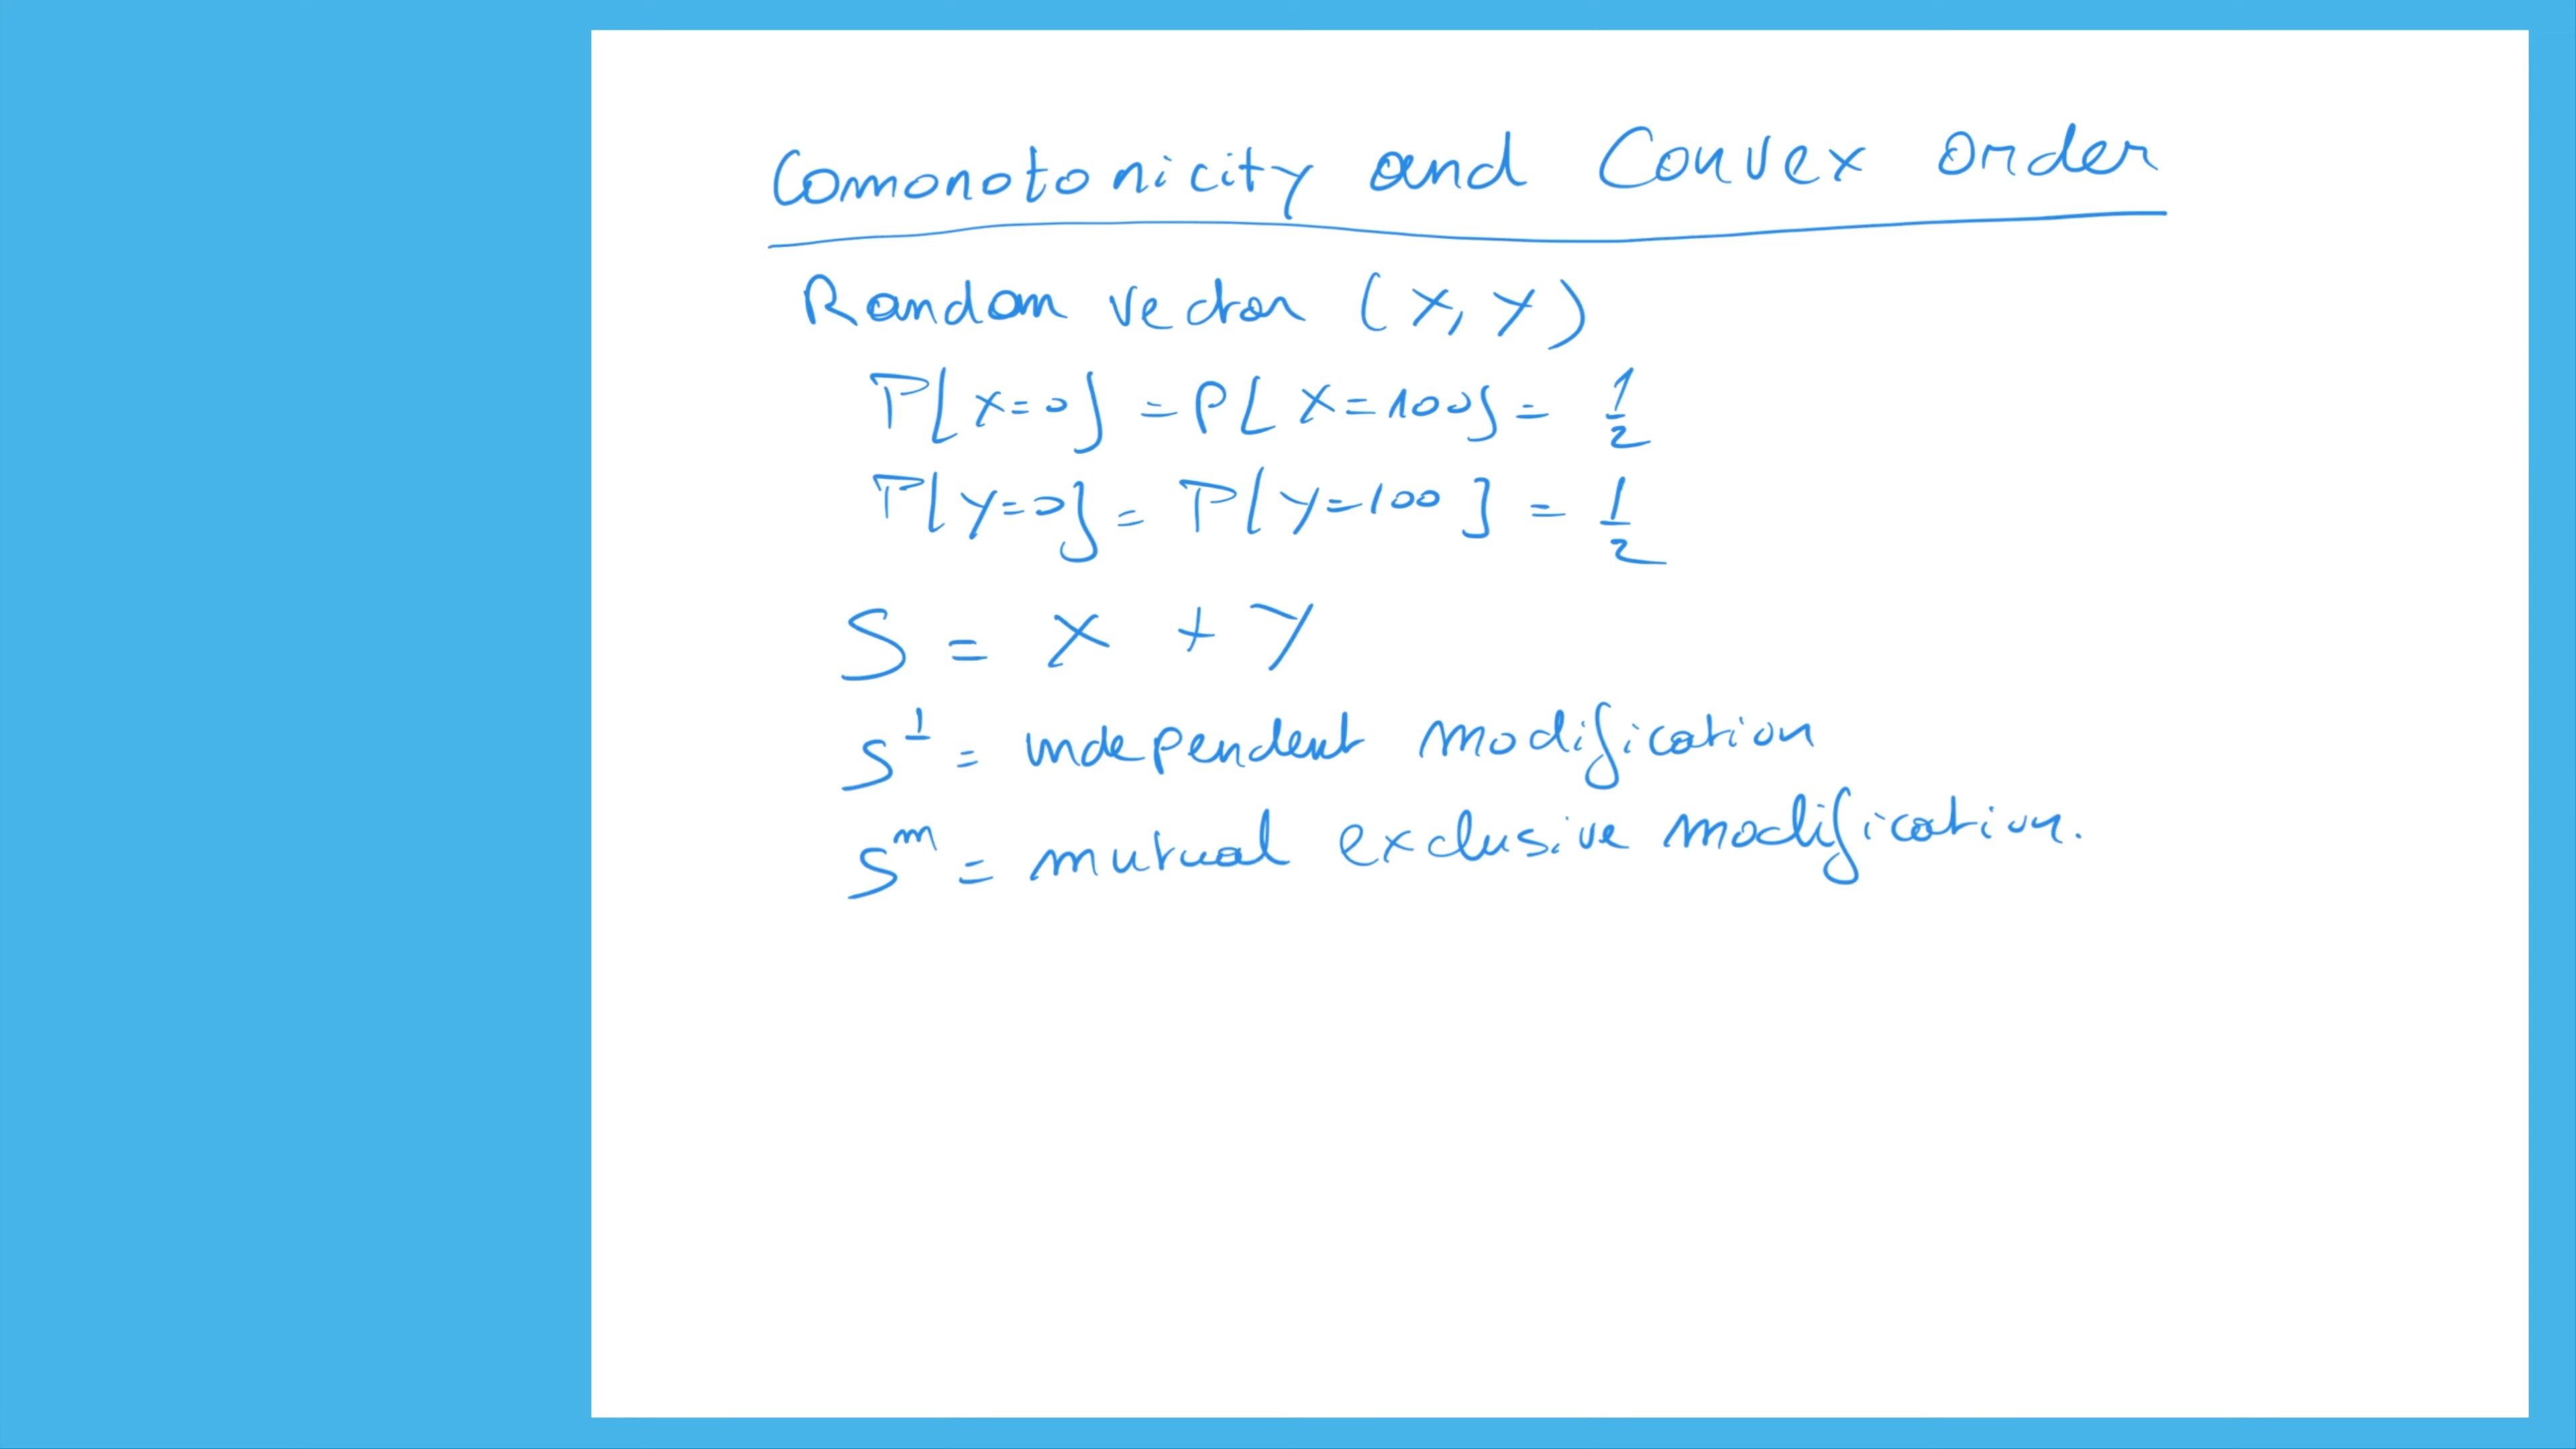 Comonotonicity and Convex order
Random vector (X, Y)
P[X=0] = P[X=100] = 1/2
P[Y=0] = P[Y=100] = 1/2
S = X + Y
S^⊥ = independent modification
S^m = mutual exclusive modification.